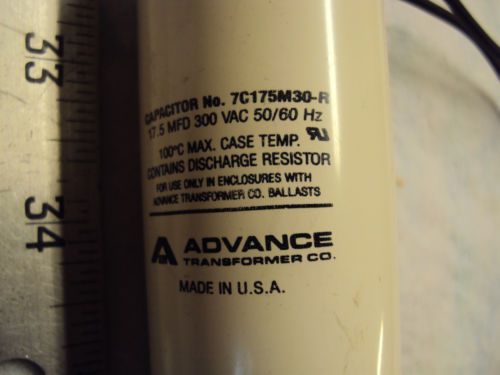 CAPACITOR No. 7C175M30-R
17.5 MFD 300 VAC 50/60 Hz
100°C MAX. CASE TEMP.
CONTAINS DISCHARGE RESISTOR
FOR USE ONLY IN ENCLOSURES WITH
ADVANCE TRANSFORMER CO. BALLASTS
ADVANCE
TRANSFORMER CO.
MADE IN U.S.A.
33
34